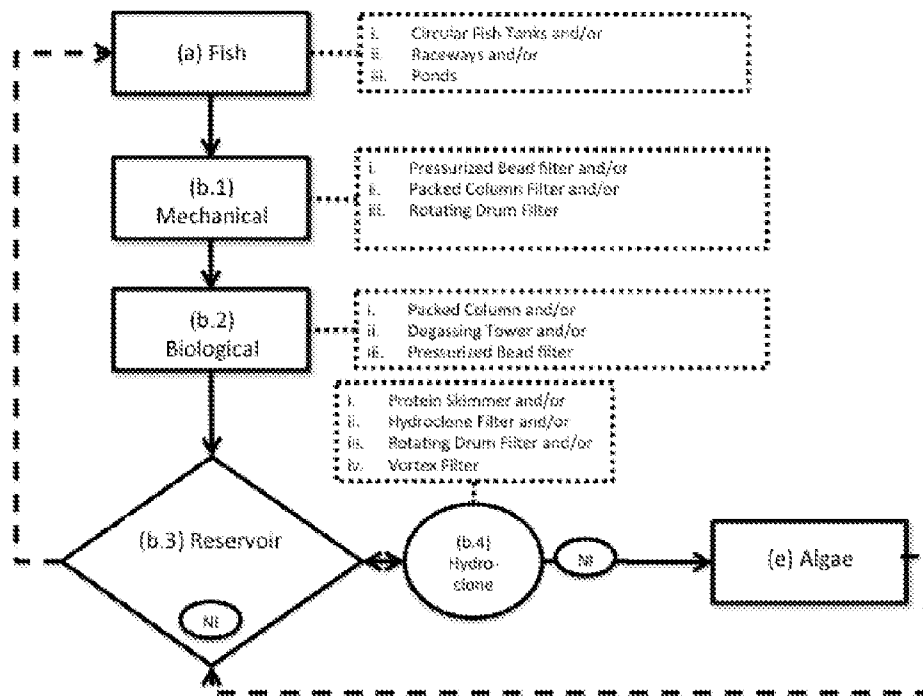 (a) Fish
i. Circular Fish Tanks and/or
ii. Raceways and/or
iii. Ponds
(b.1)
Mechanical
i. Pressurized Bead filter and/or
ii. Packed Column Filter and/or
iii. Rotating Drum Filter
(b.2)
Biological
i. Packed Column and/or
ii. Degassing Tower and/or
iii. Pressurized Bead filter
i. Protein Skimmer and/or
ii. Hydroclone Filter and/or
iii. Rotating Drum Filter and/or
iv. Vortex Filter
(b.3) Reservoir
(b.4)
Hydro-
clone
(e) Algae